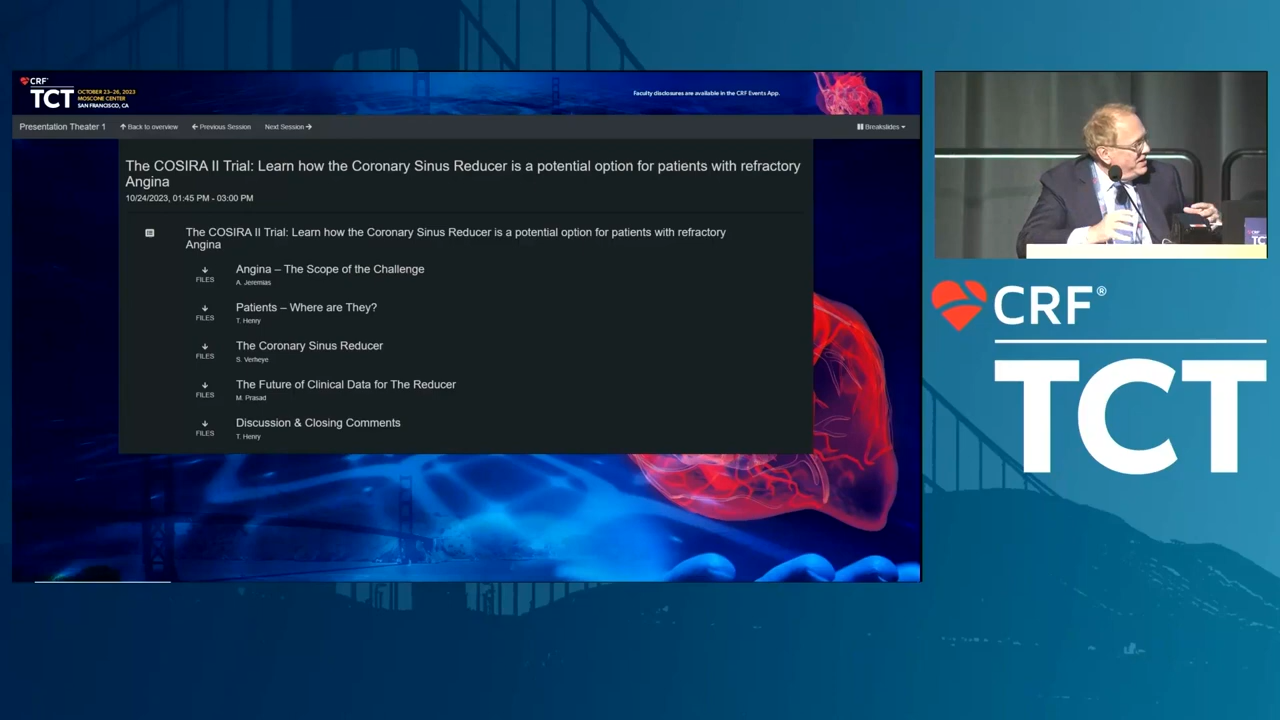 CRF
TCT
OCTOBER 23–26, 2023
MOSCONE CENTER
SAN FRANCISCO, CA
Faculty disclosures are available in the CRF Events App.
Presentation Theater 1
Back to overview
Previous Session
Next Session
Breakslides
The COSIRA II Trial: Learn how the Coronary Sinus Reducer is a potential option for patients with refractory
Angina
10/24/2023, 01:45 PM - 03:00 PM
The COSIRA II Trial: Learn how the Coronary Sinus Reducer is a potential option for patients with refractory
Angina
FILES
Angina – The Scope of the Challenge
A. Jeremias
FILES
Patients – Where are They?
T. Henry
FILES
The Coronary Sinus Reducer
S. Verheye
FILES
The Future of Clinical Data for The Reducer
M. Prasad
FILES
Discussion & Closing Comments
T. Henry
CRF®
TCT